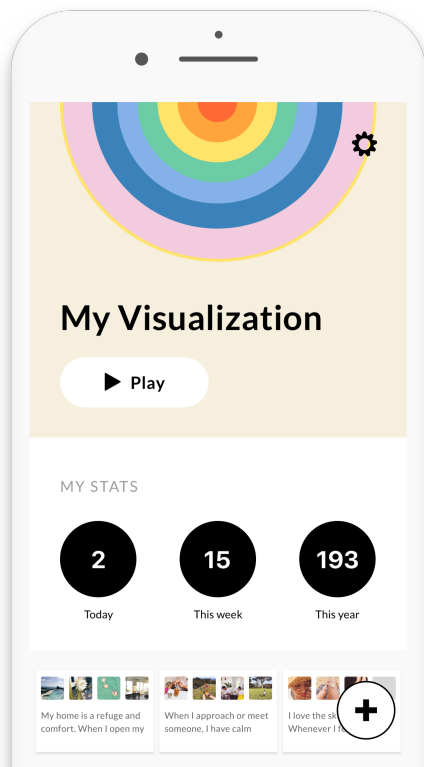 My Visualization
Play
MY STATS
2
15
193
Today
This week
This year
My home is a refuge and
comfort. When I open my
When I approach or meet
someone, I have calm
I love the sk
Whenever I